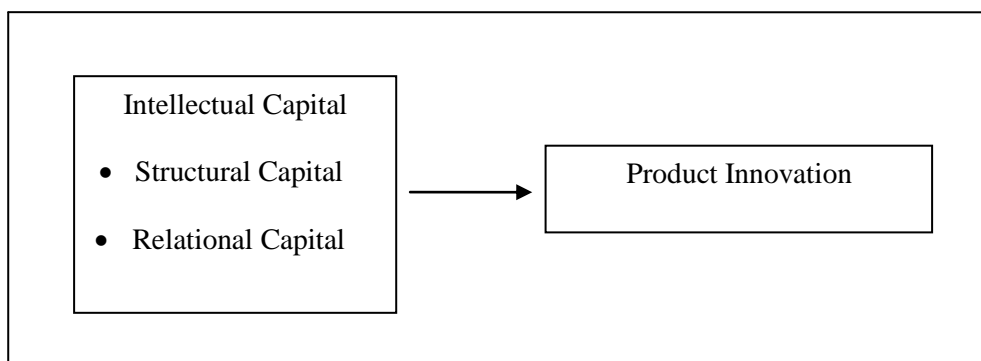 Intellectual Capital
• Structural Capital
• Relational Capital
Product Innovation